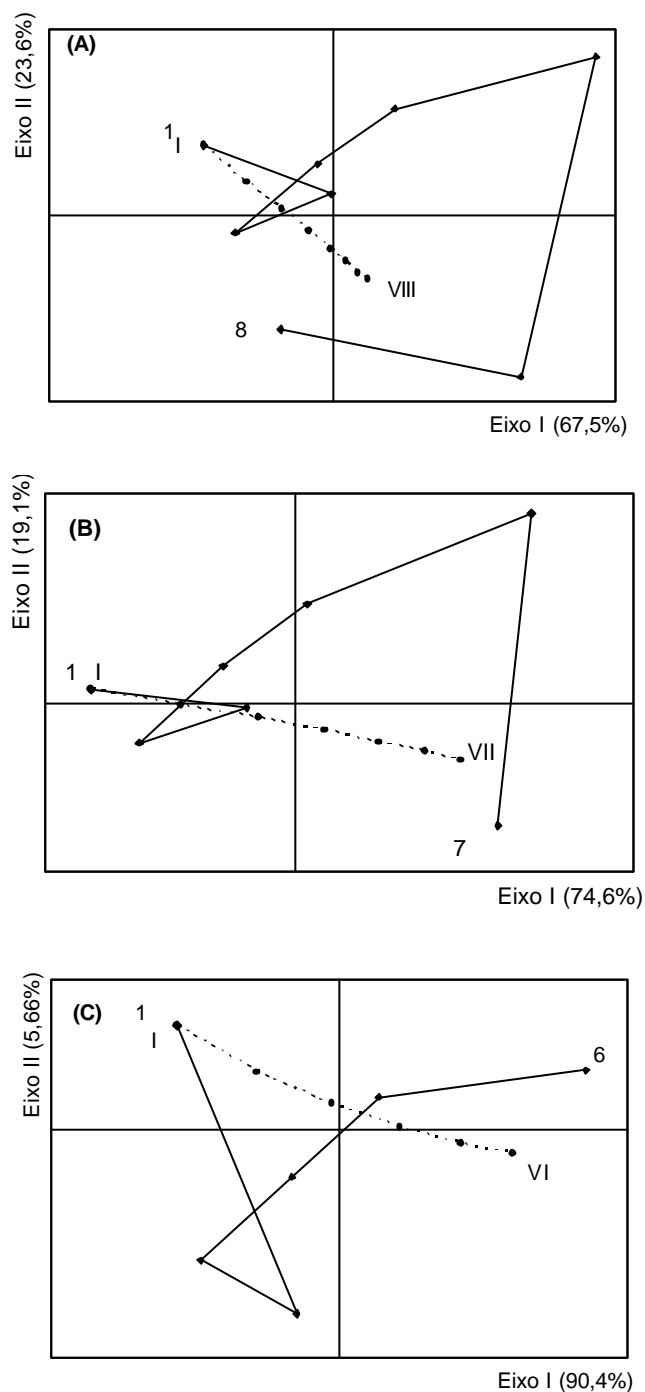 (A)
Eixo II (23,6%)
1
I
VIII
8
Eixo I (67,5%)
(B)
Eixo II (19,1%)
1 I
VII
7
Eixo I (74,6%)
(C)
Eixo II (5,66%)
1
I
6
VI
Eixo I (90,4%)